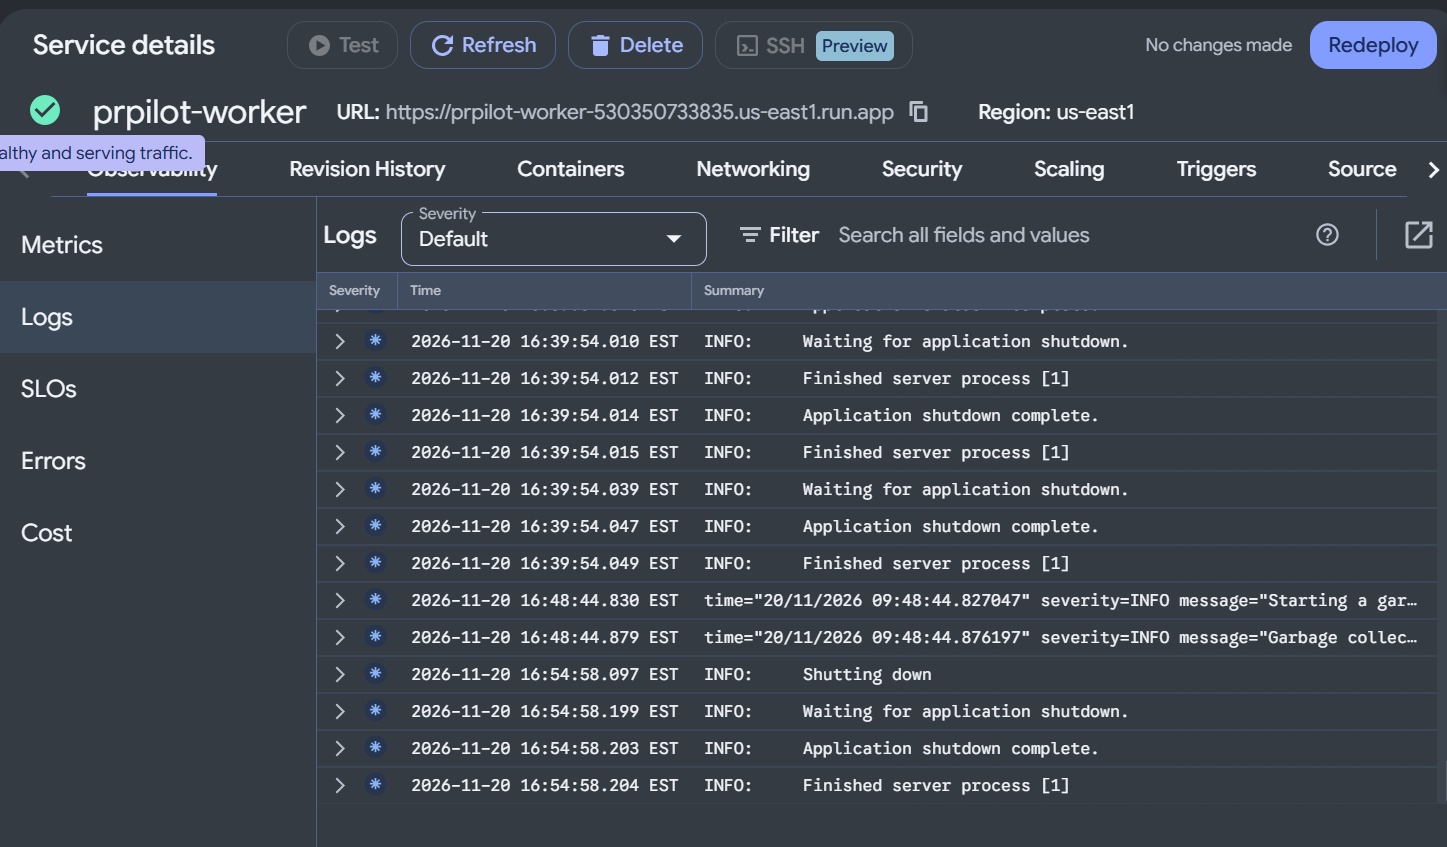 Service details
Test
Refresh
Delete
SSH Preview
No changes made
Redeploy
prpilot-worker
URL: https://prpilot-worker-530350733835.us-east1.run.app
Region: us-east1
althy and serving traffic.
Observability
Revision History
Containers
Networking
Security
Scaling
Triggers
Source
Metrics
Logs
SLOs
Errors
Cost
Logs
Severity
Default
Filter
Search all fields and values
Severity Time Summary
2026-11-20 16:39:54.010 EST INFO: Waiting for application shutdown.
2026-11-20 16:39:54.012 EST INFO: Finished server process [1]
2026-11-20 16:39:54.014 EST INFO: Application shutdown complete.
2026-11-20 16:39:54.015 EST INFO: Finished server process [1]
2026-11-20 16:39:54.039 EST INFO: Waiting for application shutdown.
2026-11-20 16:39:54.047 EST INFO: Application shutdown complete.
2026-11-20 16:39:54.049 EST INFO: Finished server process [1]
2026-11-20 16:48:44.830 EST time="20/11/2026 09:48:44.827047" severity=INFO message="Starting a gar…
2026-11-20 16:48:44.879 EST time="20/11/2026 09:48:44.876197" severity=INFO message="Garbage collec…
2026-11-20 16:54:58.097 EST INFO: Shutting down
2026-11-20 16:54:58.199 EST INFO: Waiting for application shutdown.
2026-11-20 16:54:58.203 EST INFO: Application shutdown complete.
2026-11-20 16:54:58.204 EST INFO: Finished server process [1]